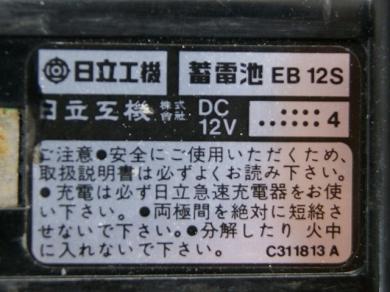 日立工機 蓄電池 EB 12S
日立工機 株式會社 DC 12V 4
ご注意●安全にご使用いただくため、
取扱説明書は必ずよくお読み下さい。
●充電は必ず日立急速充電器をお使
い下さい。●両極間を絶対に短絡さ
せないで下さい。●分解したり 火中
に入れないで下さい。 C311813A